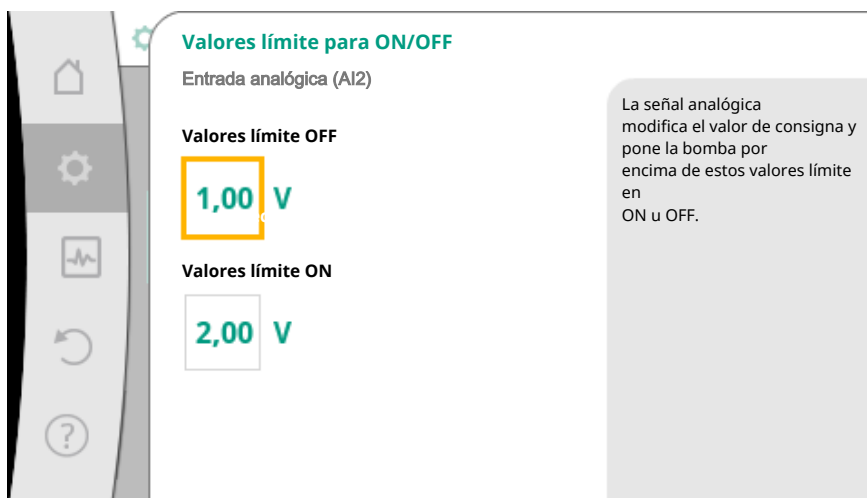 Valores límite para ON/OFF
Entrada analógica (AI2)
Valores límite OFF
1,00 V
Valores límite ON
2,00 V
La señal analógica
modifica el valor de consigna y
pone la bomba por
encima de estos valores límite
en
ON u OFF.
?